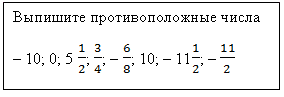 Выпишите противоположные числа
– 10; 0; 5 1/2; 3/4; – 6/8; 10; – 11 1/2; – 11/2